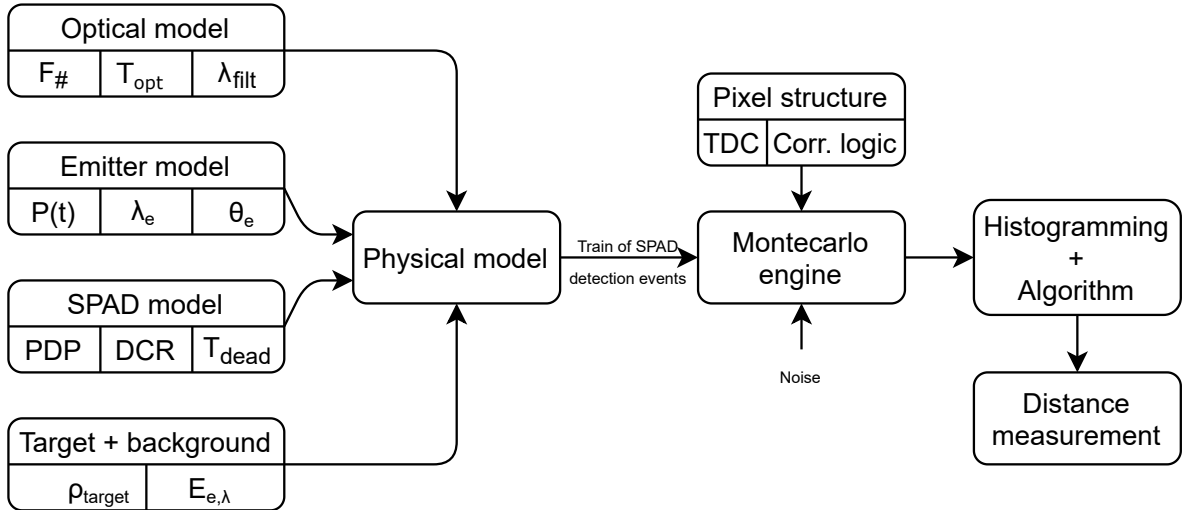 Optical model
F# Topt λfilt
Emitter model
P(t) λe θe
SPAD model
PDP DCR Tdead
Target + background
ρtarget Ee,λ
Physical model
Train of SPAD
detection events
Pixel structure
TDC Corr. logic
Montecarlo
engine
Noise
Histogramming
+
Algorithm
Distance
measurement